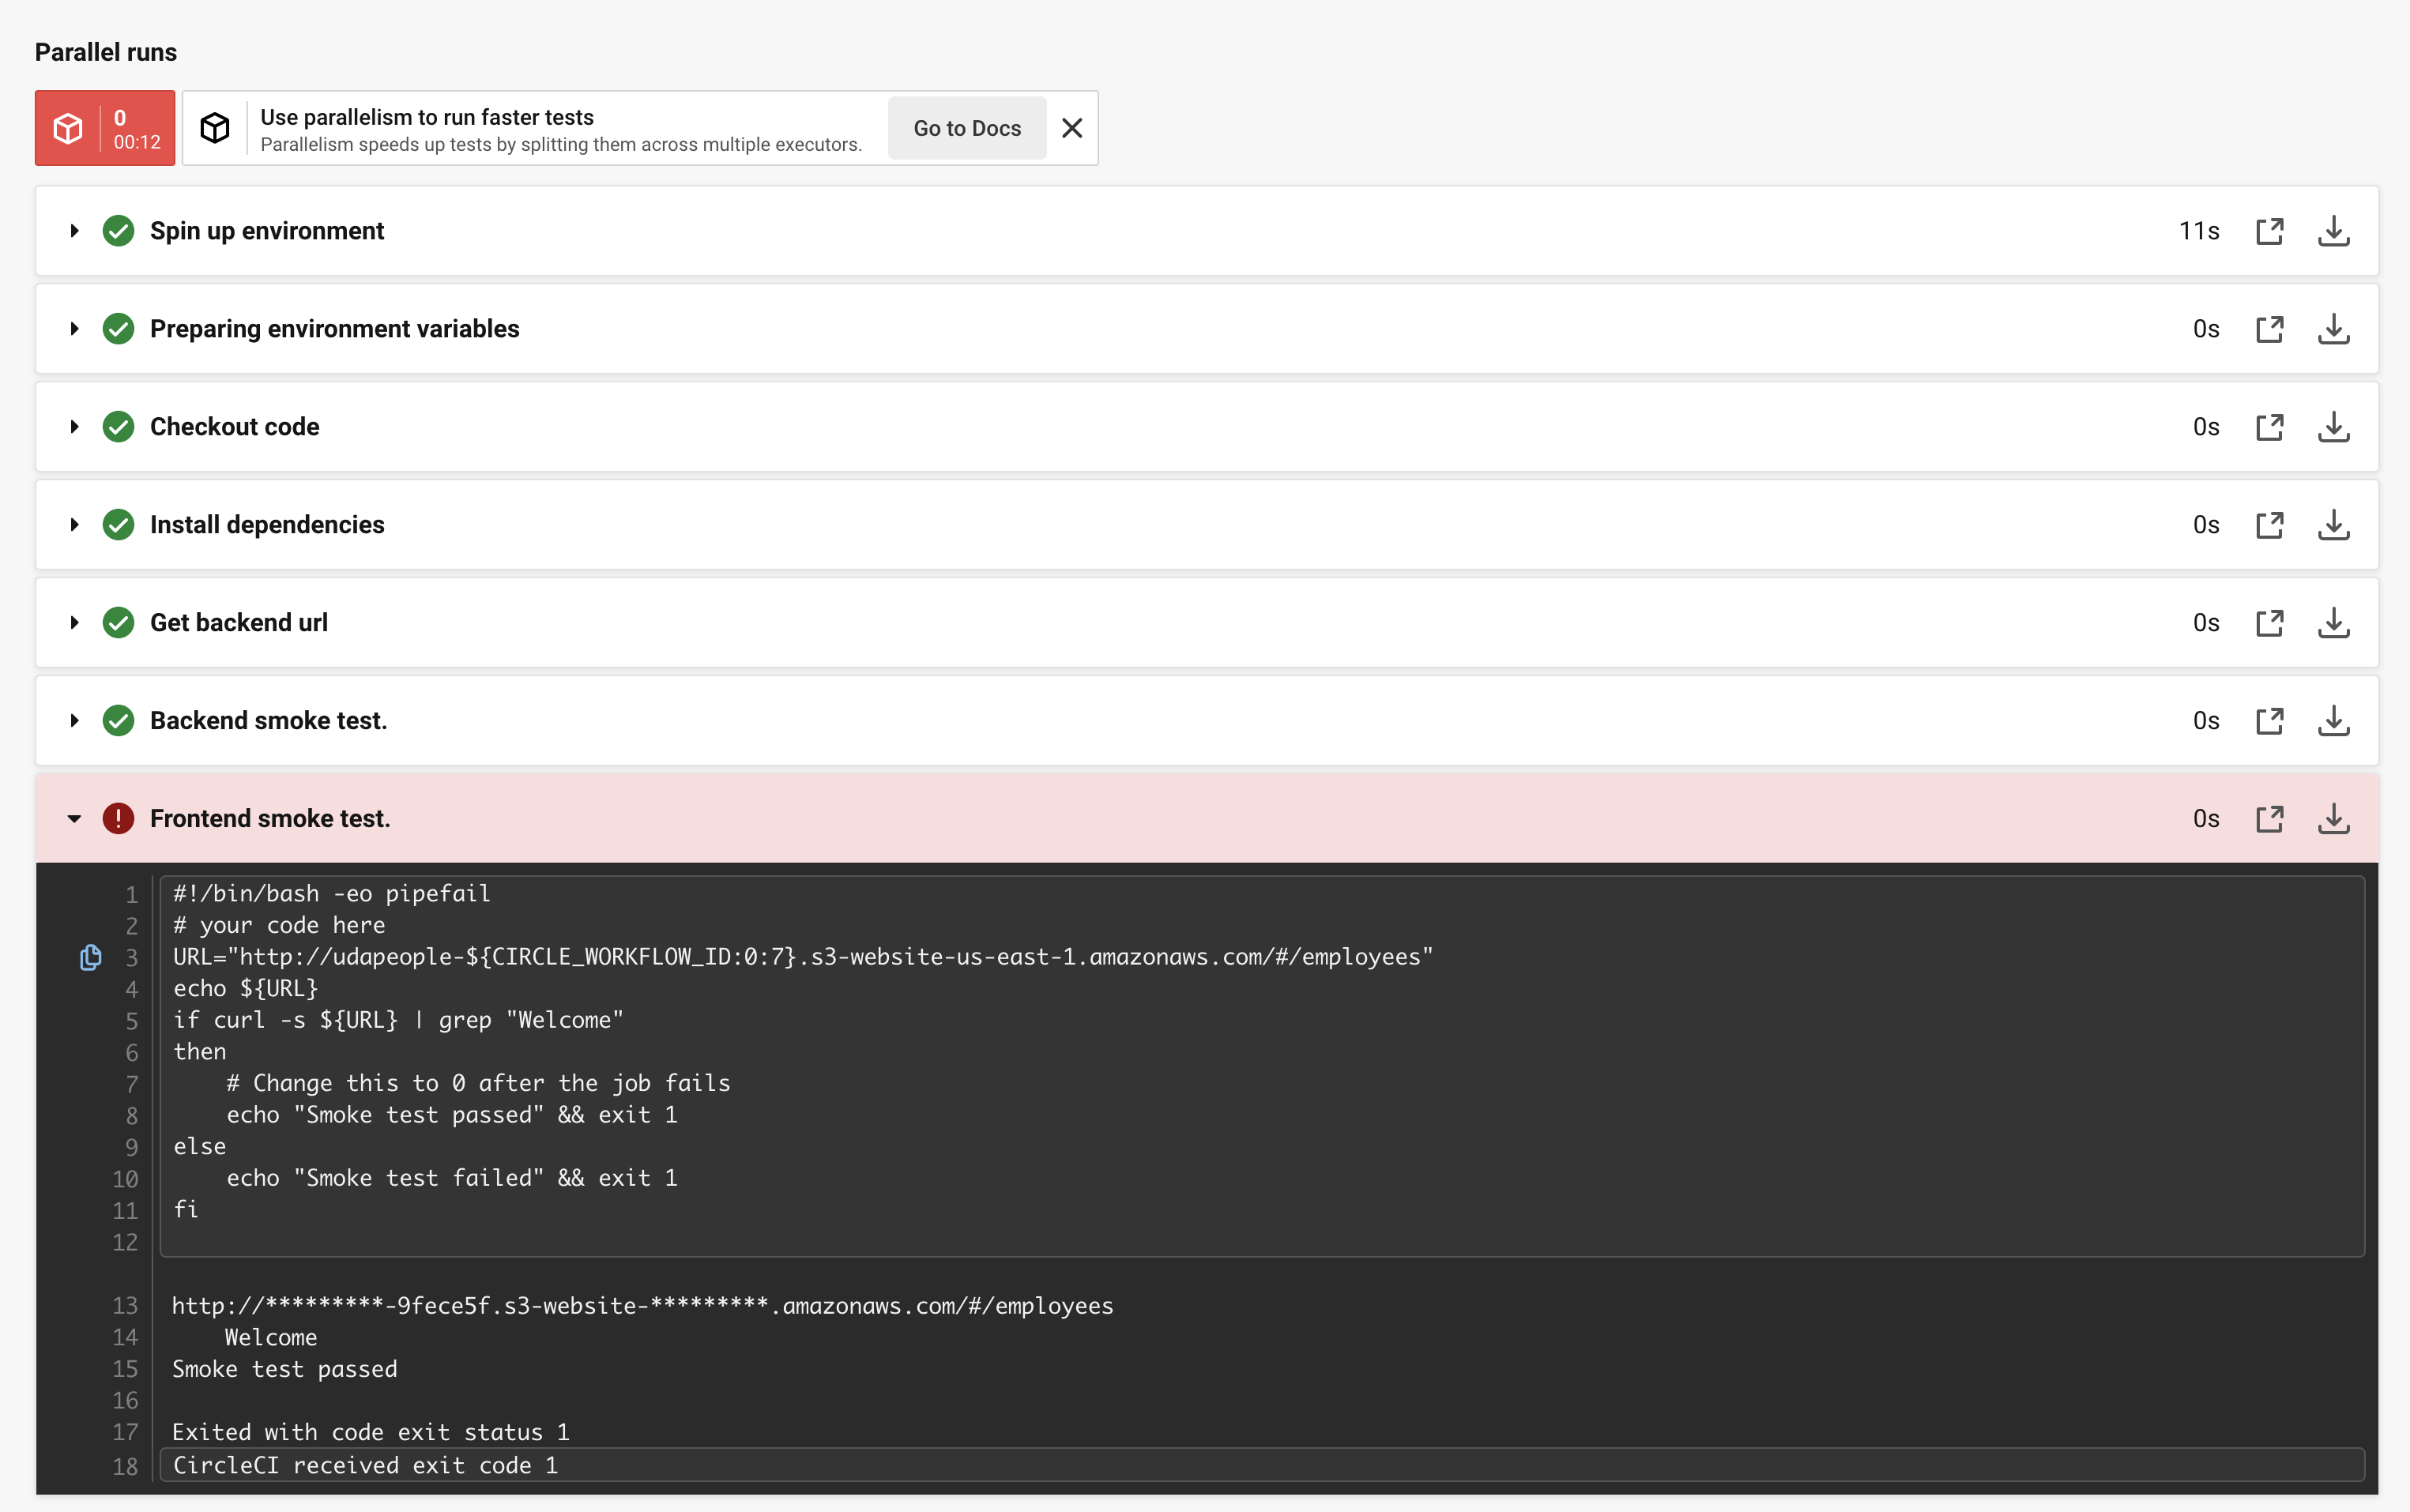 Parallel runs
0
00:12
Use parallelism to run faster tests
Parallelism speeds up tests by splitting them across multiple executors.
Go to Docs
Spin up environment 11s
Preparing environment variables 0s
Checkout code 0s
Install dependencies 0s
Get backend url 0s
Backend smoke test. 0s
Frontend smoke test. 0s
1 #!/bin/bash -eo pipefail
2 # your code here
3 URL="http://udapeople-${CIRCLE_WORKFLOW_ID:0:7}.s3-website-us-east-1.amazonaws.com/#/employees"
4 echo ${URL}
5 if curl -s ${URL} | grep "Welcome"
6 then
7     # Change this to 0 after the job fails
8     echo "Smoke test passed" && exit 1
9 else
10     echo "Smoke test failed" && exit 1
11 fi
12
13 http://*********-9fece5f.s3-website-*********.amazonaws.com/#/employees
14     Welcome
15 Smoke test passed
16
17 Exited with code exit status 1
18 CircleCI received exit code 1